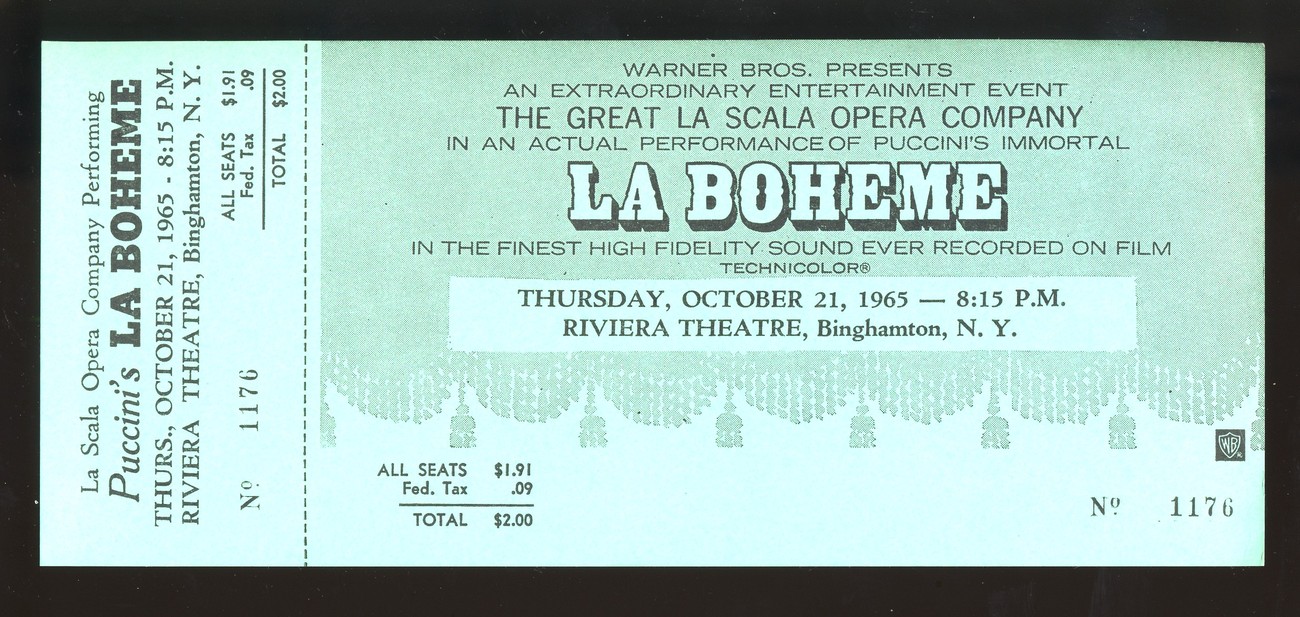 La Scala Opera Company Performing
Puccini's LA BOHEME
THURS., OCTOBER 21, 1965 - 8:15 P.M.
RIVIERA THEATRE, Binghamton, N. Y.
ALL SEATS $1.91
Fed. Tax .09
TOTAL $2.00
Nº 1176
WARNER BROS. PRESENTS
AN EXTRAORDINARY ENTERTAINMENT EVENT
THE GREAT LA SCALA OPERA COMPANY
IN AN ACTUAL PERFORMANCE OF PUCCINI'S IMMORTAL
LA BOHEME
IN THE FINEST HIGH FIDELITY SOUND EVER RECORDED ON FILM
TECHNICOLOR®
THURSDAY, OCTOBER 21, 1965 — 8:15 P.M.
RIVIERA THEATRE, Binghamton, N. Y.
WB
ALL SEATS $1.91
Fed. Tax .09
TOTAL $2.00
Nº 1176